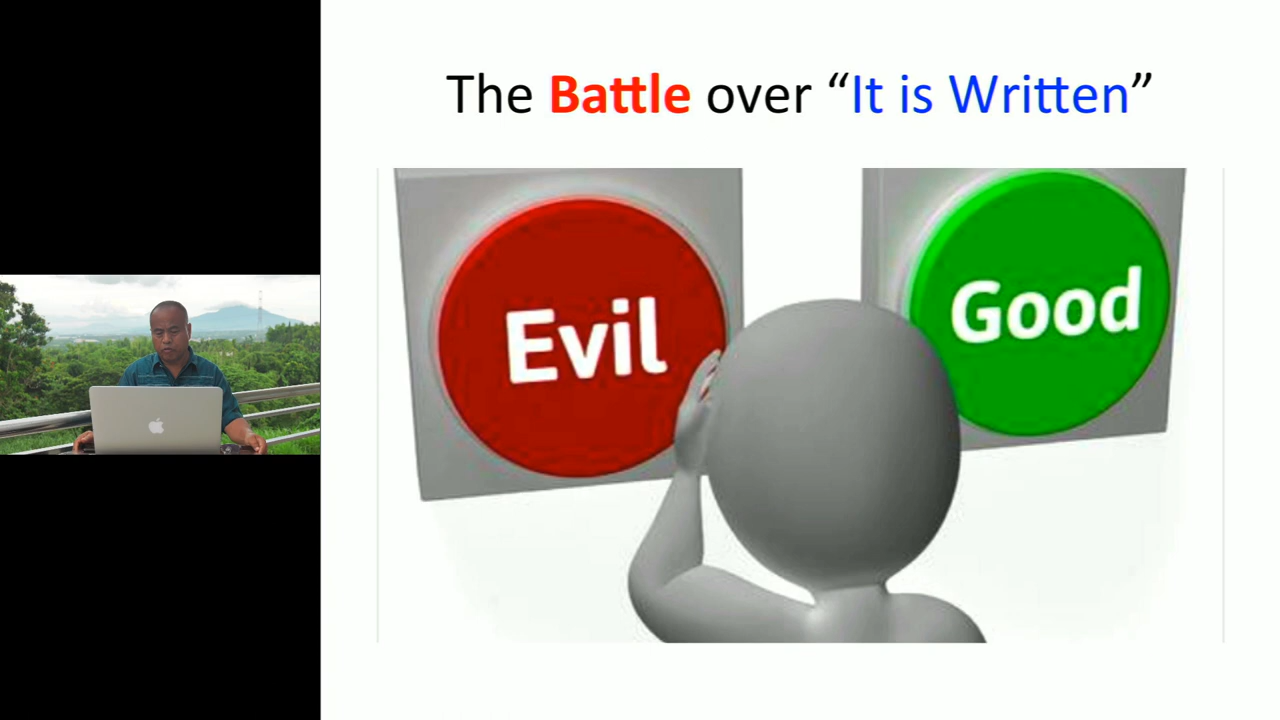 The Battle over “It is Written”
Evil
Good